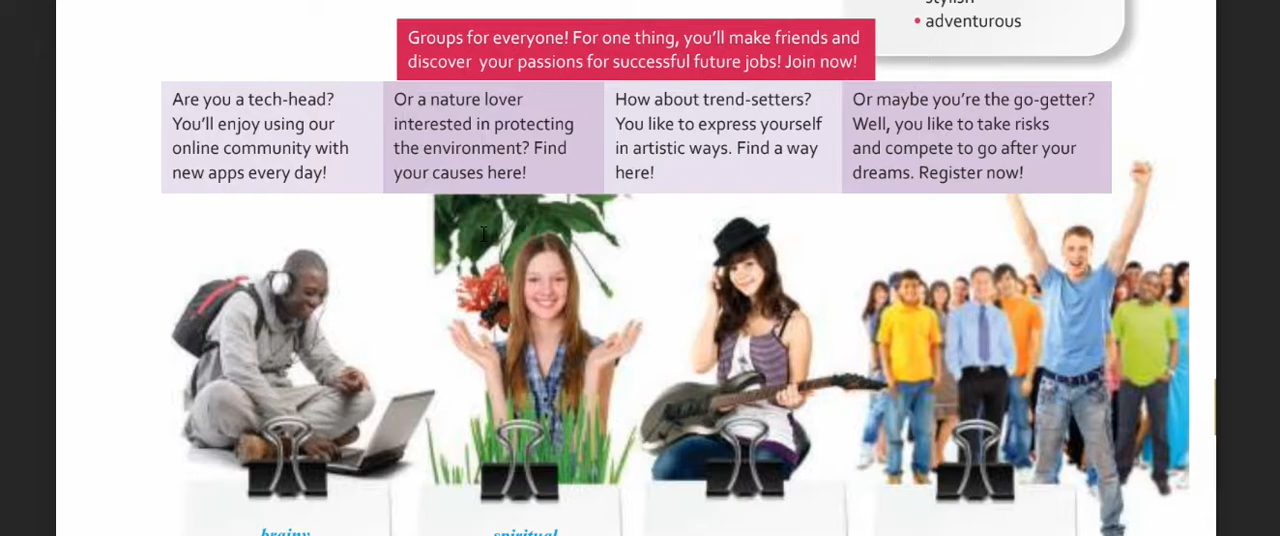 stylish
• adventurous
Groups for everyone! For one thing, you'll make friends and
discover your passions for successful future jobs! Join now!
Are you a tech-head?
You'll enjoy using our
online community with
new apps every day!
Or a nature lover
interested in protecting
the environment? Find
your causes here!
How about trend-setters?
You like to express yourself
in artistic ways. Find a way
here!
Or maybe you're the go-getter?
Well, you like to take risks
and compete to go after your
dreams. Register now!
brainy
spiritual